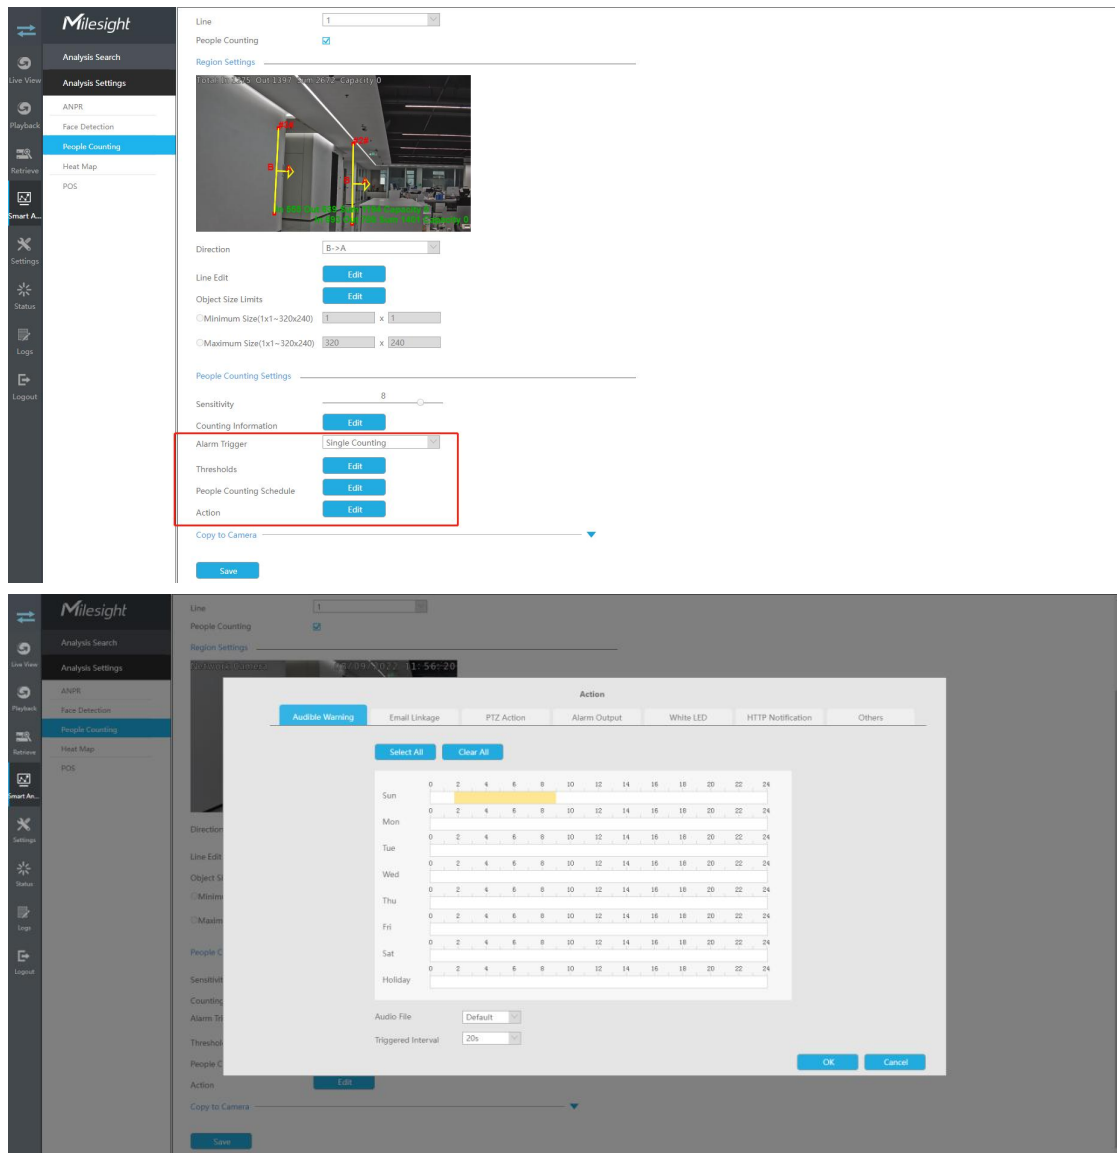 Milesight
Analysis Search
Analysis Settings
ANPR
Face Detection
People Counting
Heat Map
POS
Live View
Playback
Retrieve
Smart A...
Settings
Status
Logs
Logout
Line 1
People Counting
Region Settings
Direction B->A
Line Edit Edit
Object Size Limits Edit
Minimum Size(1x1~320x240) 1 x 1
Maximum Size(1x1~320x240) 320 x 240
People Counting Settings
Sensitivity 8
Counting Information Edit
Alarm Trigger Single Counting
Thresholds Edit
People Counting Schedule Edit
Action Edit
Copy to Camera
Save
Milesight
Analysis Search
Analysis Settings
ANPR
Face Detection
People Counting
Heat Map
POS
Live View
Playback
Retrieve
Smart An...
Settings
Status
Logs
Logout
Line 1
People Counting
Region Settings
Network Camera
11:56:20
Action
Audible Warning Email Linkage PTZ Action Alarm Output White LED HTTP Notification Others
Select All Clear All
0 2 4 6 8 10 12 14 16 18 20 22 24
Sun
0 2 4 6 8 10 12 14 16 18 20 22 24
Mon
0 2 4 6 8 10 12 14 16 18 20 22 24
Tue
0 2 4 6 8 10 12 14 16 18 20 22 24
Wed
0 2 4 6 8 10 12 14 16 18 20 22 24
Thu
0 2 4 6 8 10 12 14 16 18 20 22 24
Fri
0 2 4 6 8 10 12 14 16 18 20 22 24
Sat
0 2 4 6 8 10 12 14 16 18 20 22 24
Holiday
Audio File Default
Triggered Interval 20s
OK Cancel
Direction
Line Edit
Object Si
Minimu
Maxim
People C
Sensitivit
Counting
Alarm Tri
Threshol
People C
Action Edit
Copy to Camera
Save